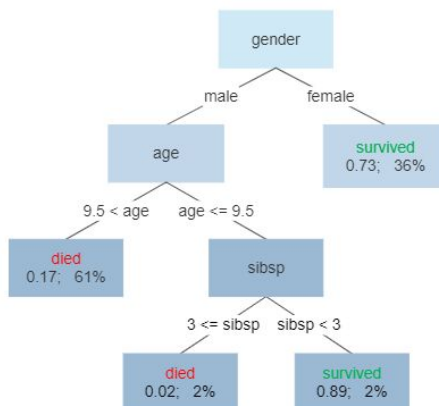 gender
male
female
age
survived
0.73; 36%
9.5 < age
age <= 9.5
died
0.17; 61%
sibsp
3 <= sibsp
sibsp < 3
died
0.02; 2%
survived
0.89; 2%